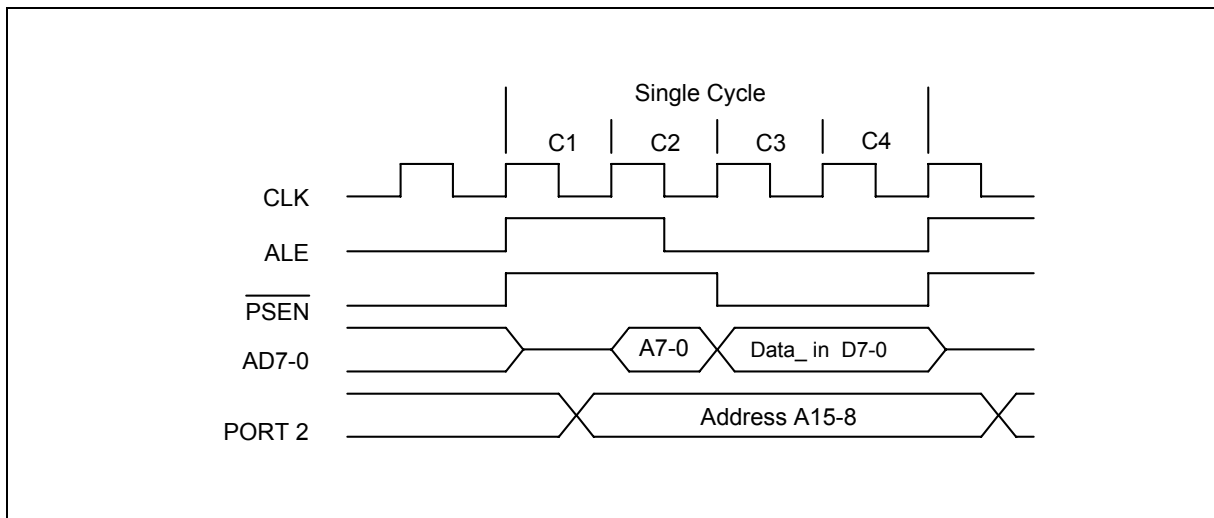 Single Cycle
C1 C2 C3 C4
CLK
ALE
PSEN
AD7-0 A7-0 Data_ in D7-0
PORT 2 Address A15-8